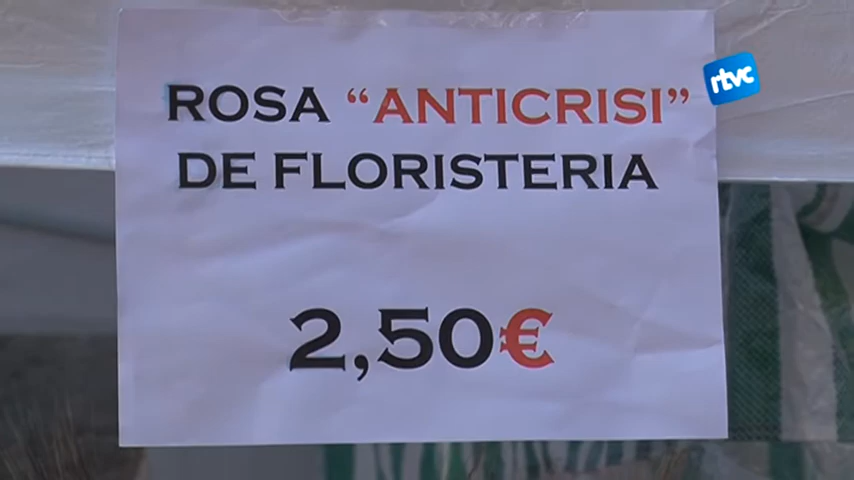 rtvc
ROSA “ANTICRISI”
DE FLORISTERIA
2,50€